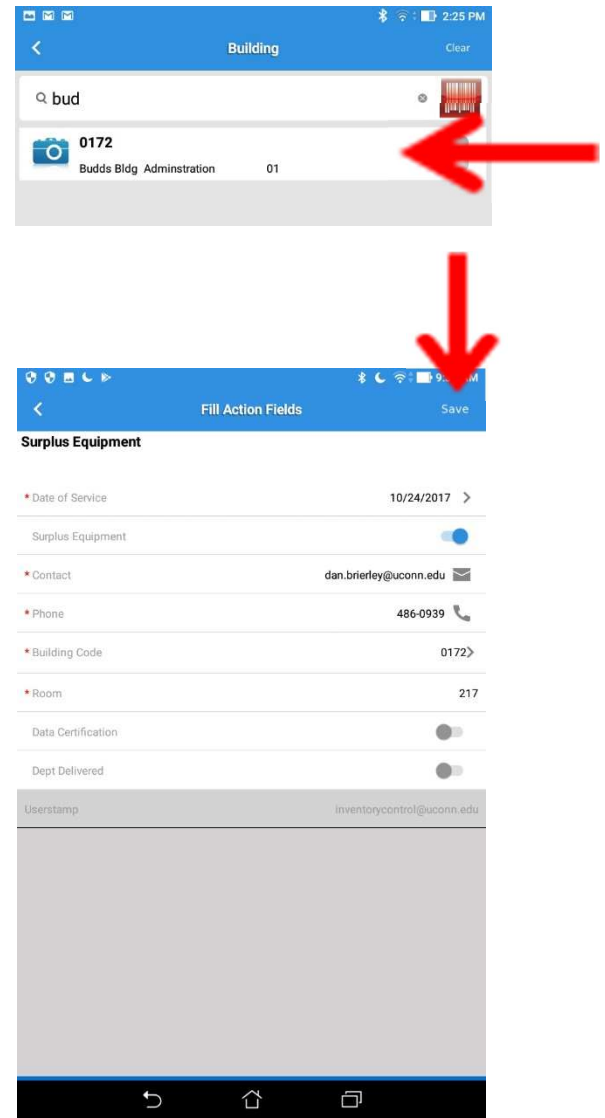 2:25 PM
Building Clear
bud
0172
Budds Bldg Adminstration 01
Fill Action Fields Save
Surplus Equipment
* Date of Service 10/24/2017
Surplus Equipment
* Contact dan.brierley@uconn.edu
* Phone 486-0939
* Building Code 0172
* Room 217
Data Certification
Dept Delivered
Userstamp inventorycontrol@uconn.edu